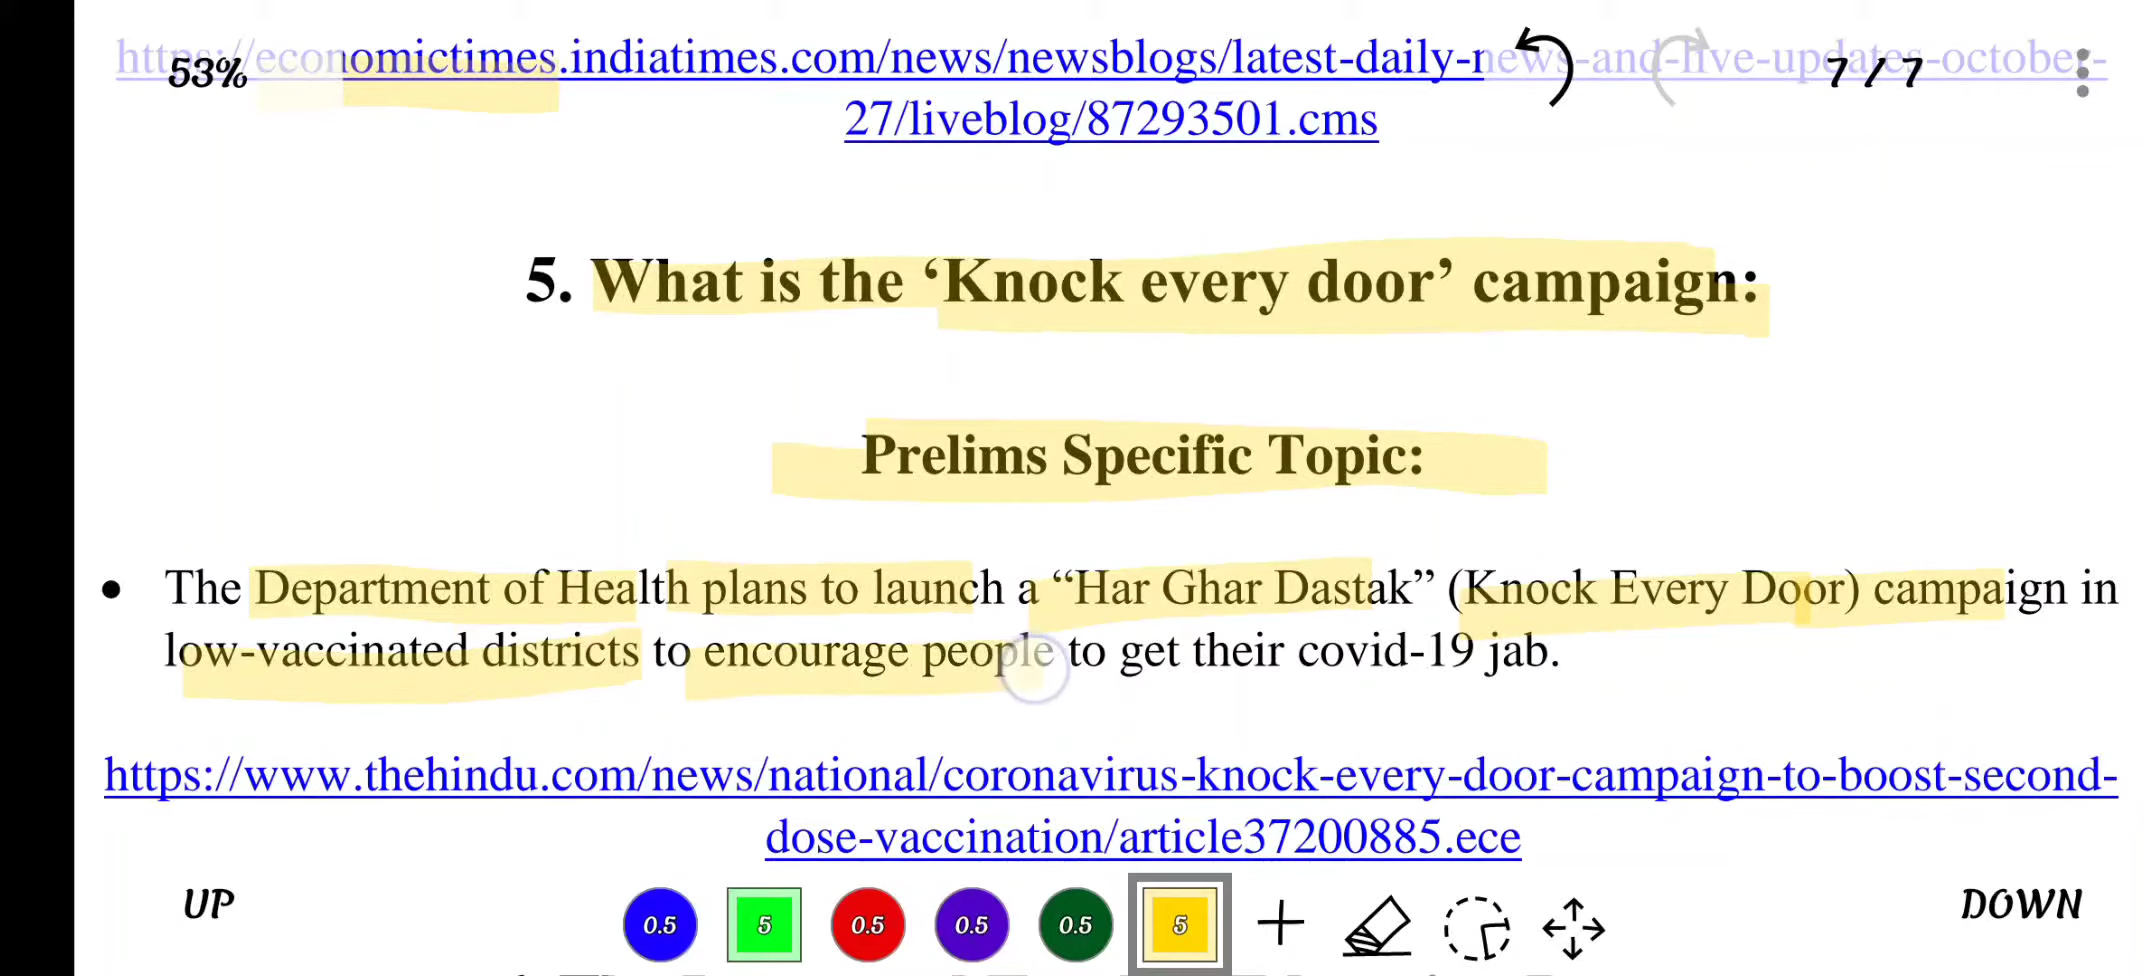 https://economictimes.indiatimes.com/news/newsblogs/latest-daily-news-and-live-updates-october-
53%
7 / 7
27/liveblog/87293501.cms
5. What is the ‘Knock every door’ campaign:
Prelims Specific Topic:
• The Department of Health plans to launch a “Har Ghar Dastak” (Knock Every Door) campaign in
low-vaccinated districts to encourage people to get their covid-19 jab.
https://www.thehindu.com/news/national/coronavirus-knock-every-door-campaign-to-boost-second-
dose-vaccination/article37200885.ece
UP
DOWN
0.5 5 0.5 0.5 0.5 5